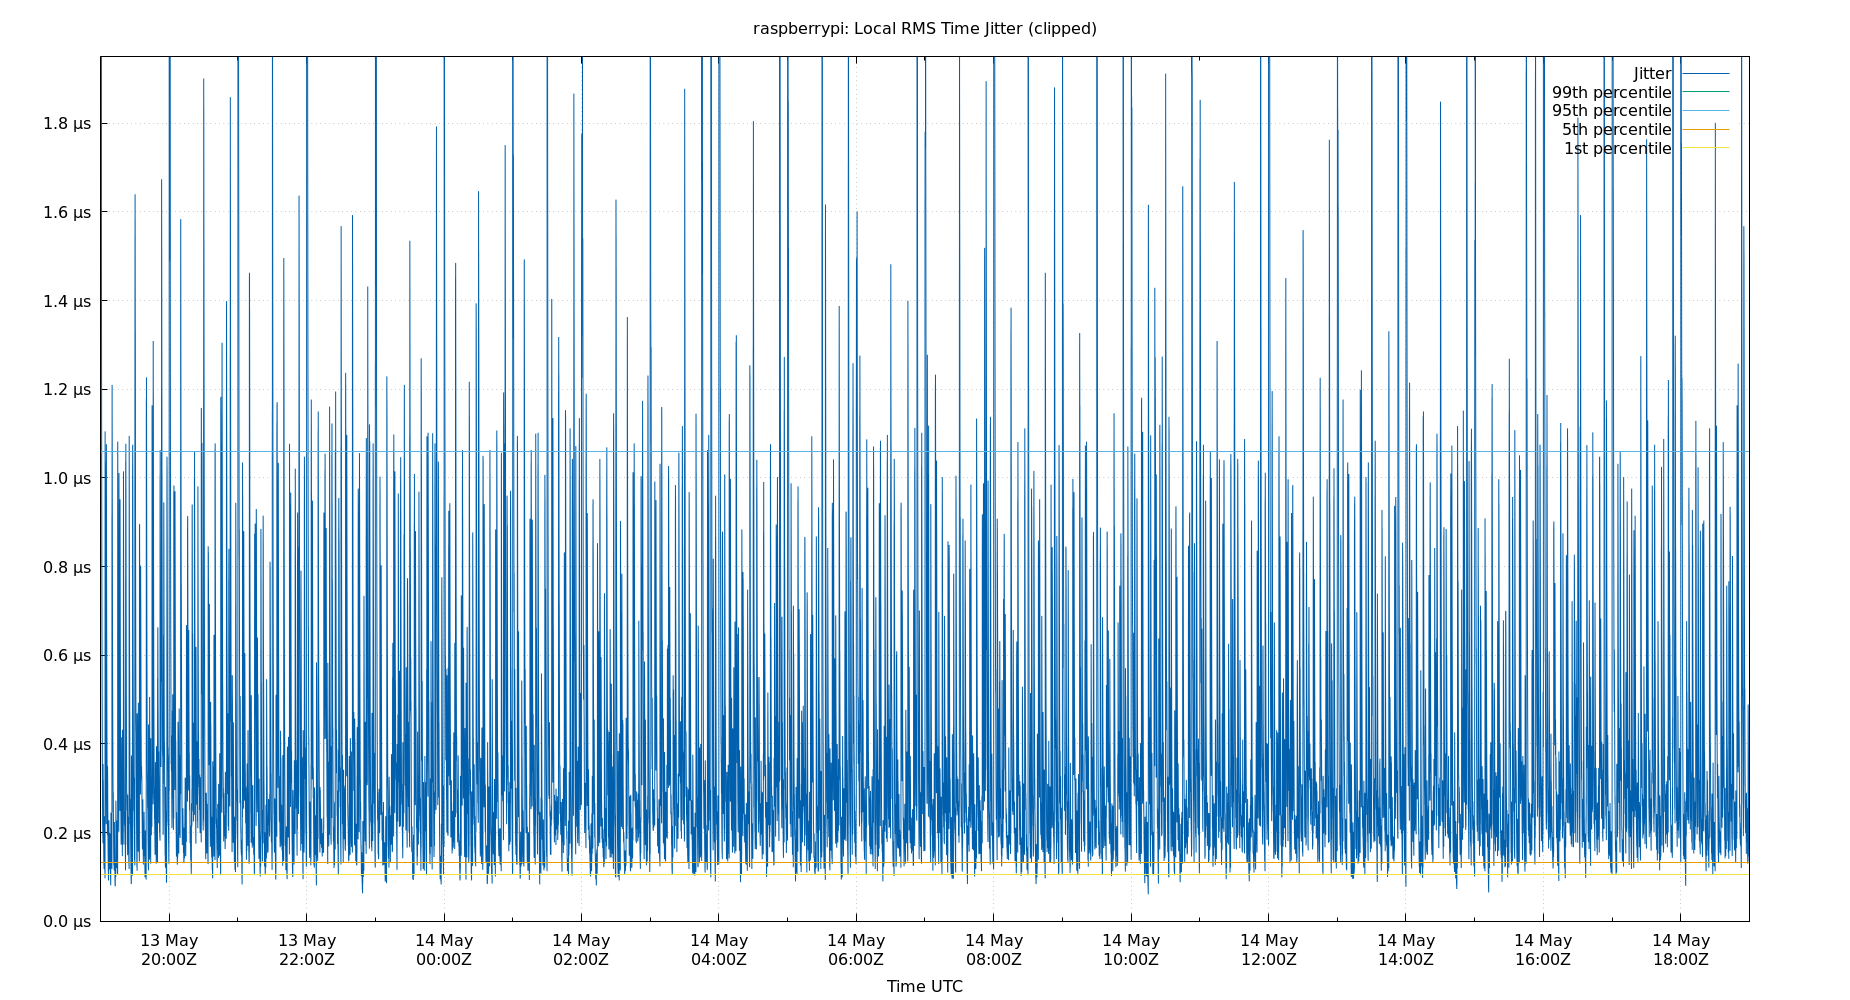 raspberrypi: Local RMS Time Jitter (clipped)
Jitter
99th percentile
95th percentile
5th percentile
1st percentile
1.8 µs
1.6 µs
1.4 µs
1.2 µs
1.0 µs
0.8 µs
0.6 µs
0.4 µs
0.2 µs
0.0 µs
13 May 13 May 14 May 14 May 14 May 14 May 14 May 14 May 14 May 14 May 14 May 14 May
20:00Z 22:00Z 00:00Z 02:00Z 04:00Z 06:00Z 08:00Z 10:00Z 12:00Z 14:00Z 16:00Z 18:00Z
Time UTC